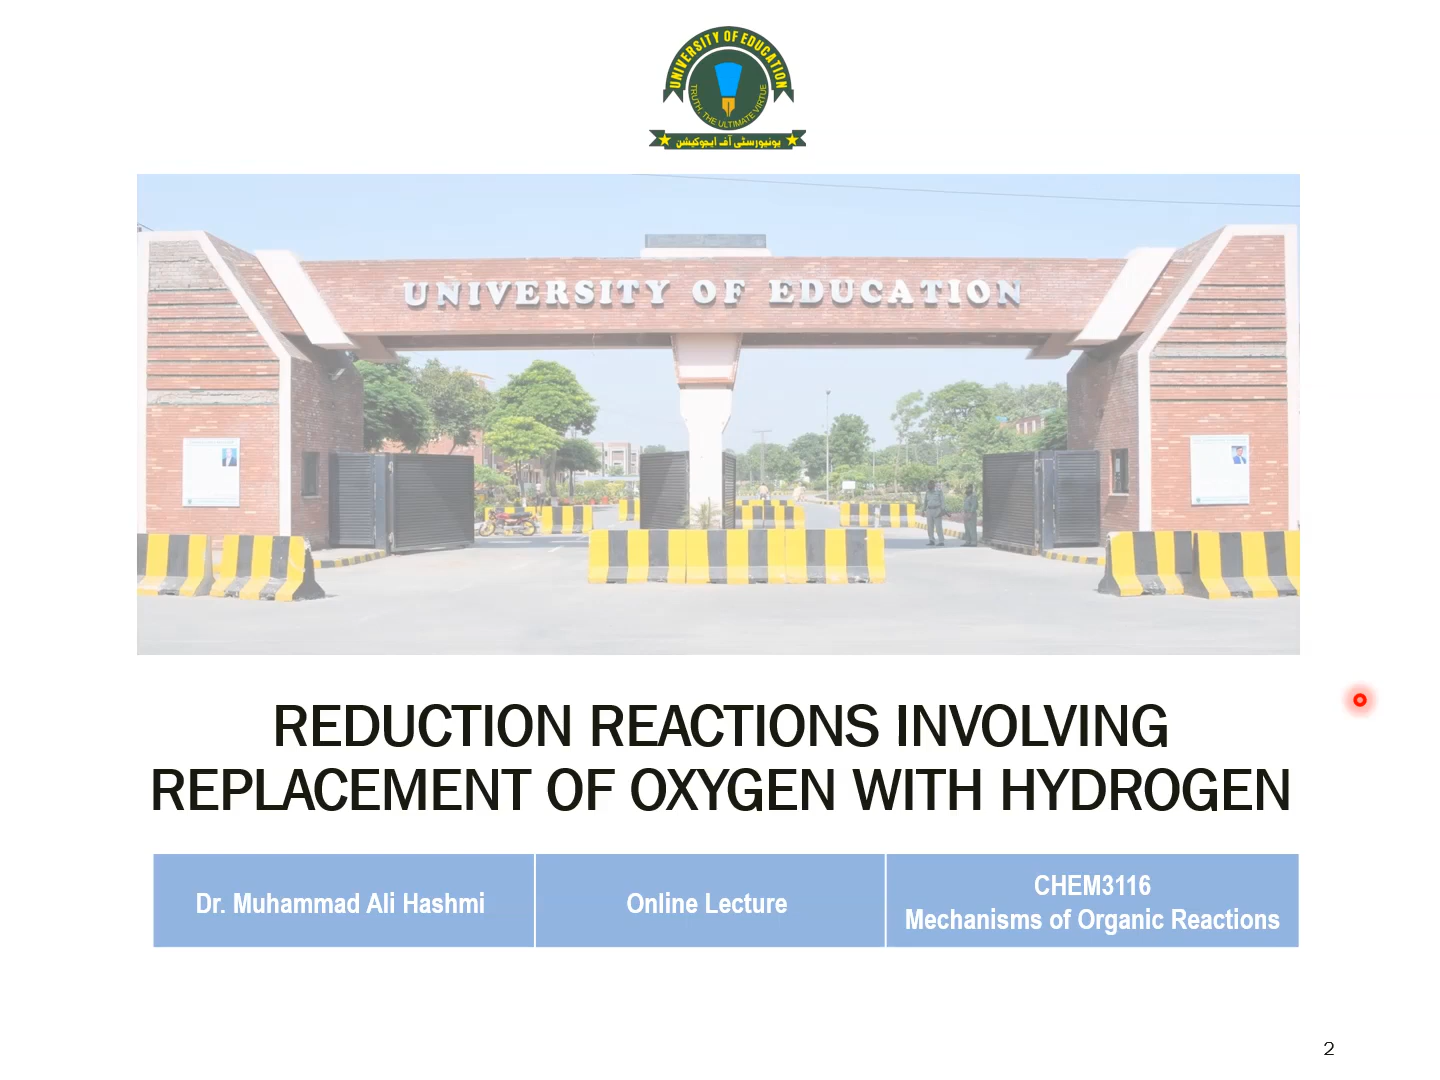 UNIVERSITY OF EDUCATION
TRUTH, THE ULTIMATE VIRTUE
یونیورسٹی آف ایجوکیشن
UNIVERSITY OF EDUCATION
REDUCTION REACTIONS INVOLVING
REPLACEMENT OF OXYGEN WITH HYDROGEN
Dr. Muhammad Ali Hashmi
Online Lecture
CHEM3116
Mechanisms of Organic Reactions
2